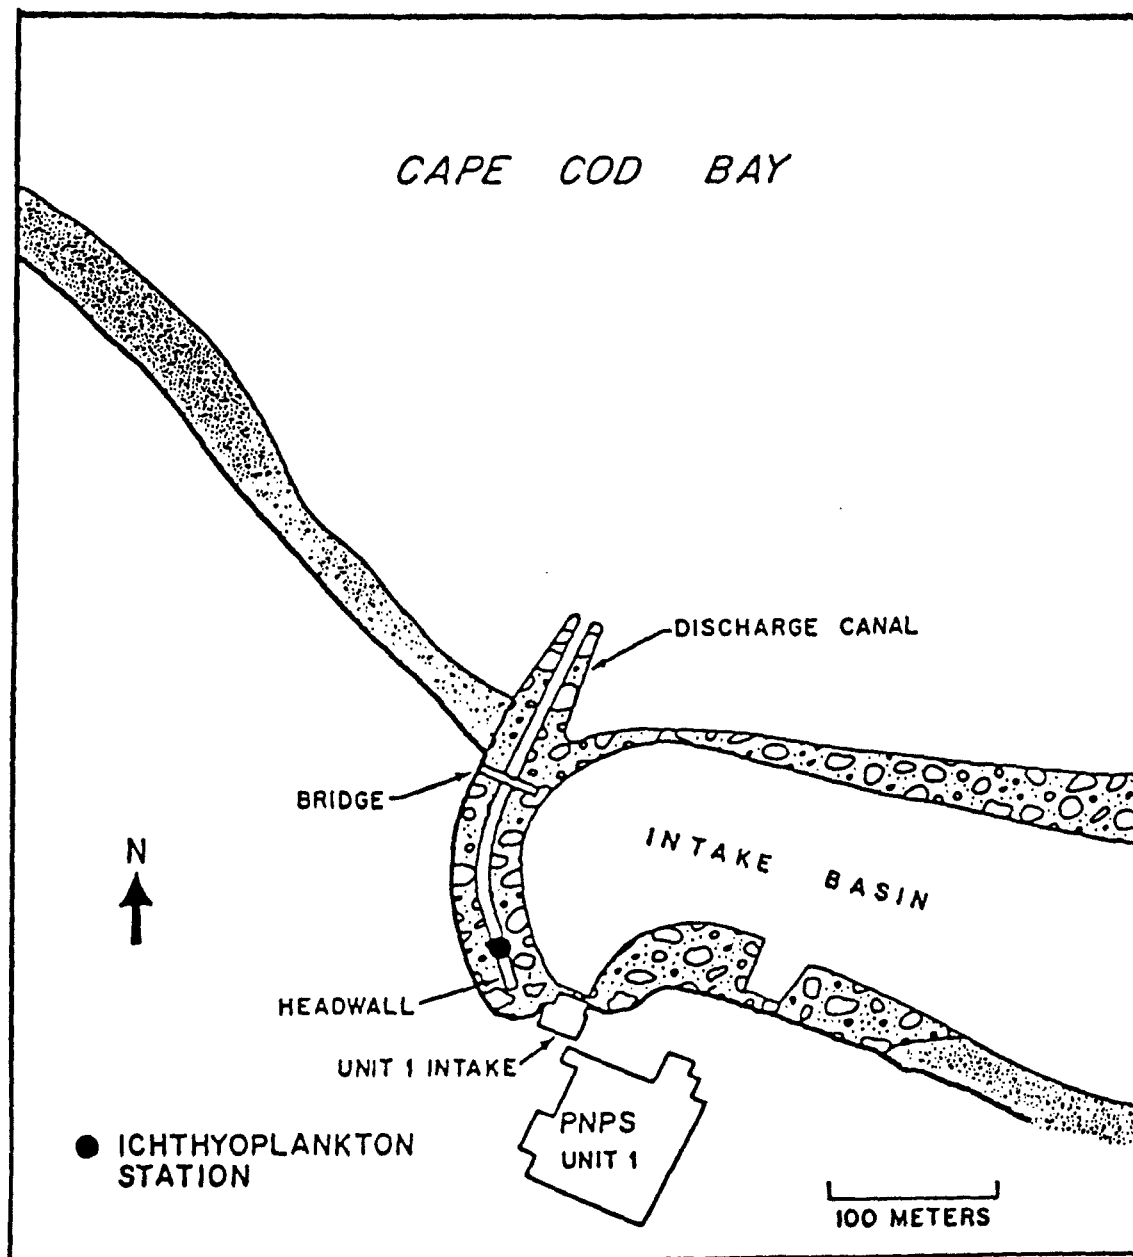 CAPE COD BAY
DISCHARGE CANAL
BRIDGE
INTAKE BASIN
N
HEADWALL
UNIT 1 INTAKE
PNPS
UNIT 1
ICHTHYOPLANKTON
STATION
100 METERS